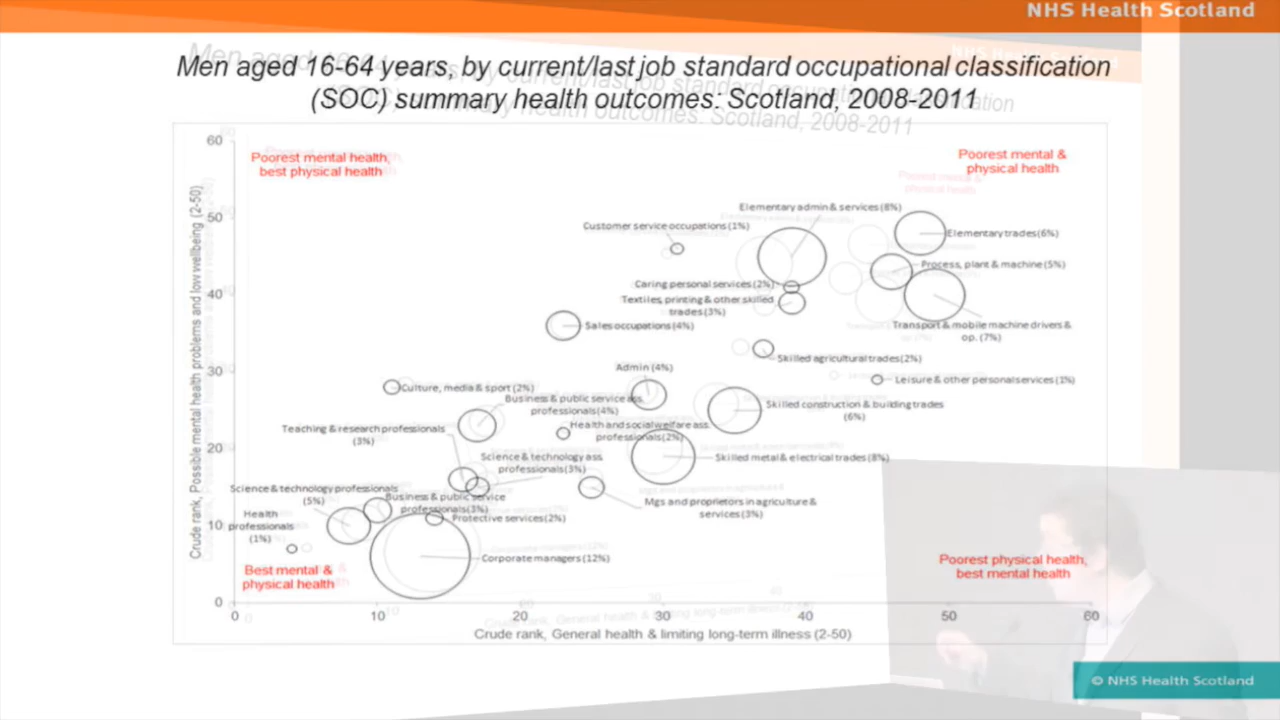 NHS Health Scotland
Men aged 16-64 years, by current/last job standard occupational classification
(SOC) summary health outcomes: Scotland, 2008-2011
60
Poorest mental health,
best physical health
Poorest mental &
physical health
Crude rank, Possible mental health problems and low wellbeing (2-50)
50
Elementary admin & services (8%)
Customer service occupations (1%)
Elementary trades (6%)
Process, plant & machine (5%)
Caring personal services (2%)
40
Textiles, printing & other skilled
trades (3%)
Sales occupations (4%)
Transport & mobile machine drivers &
op. (7%)
Skilled agricultural trades (2%)
Admin (4%)
30
Leisure & other personal services (1%)
Culture, media & sport (2%)
Business & public service ass.
professionals (4%)
Skilled construction & building trades
(6%)
Teaching & research professionals
(3%)
Health and social welfare ass.
professionals (2%)
20
Science & technology ass.
professionals (3%)
Skilled metal & electrical trades (8%)
Science & technology professionals
(5%)
Business & public service
professionals (3%)
Mgs and proprietors in agriculture &
services (3%)
Health
professionals
(1%)
10
Protective services (2%)
Corporate managers (12%)
Best mental &
physical health
Poorest physical health,
best mental health
0
0 10 20 30 40 50 60
Crude rank, General health & limiting long-term illness (2-50)
© NHS Health Scotland